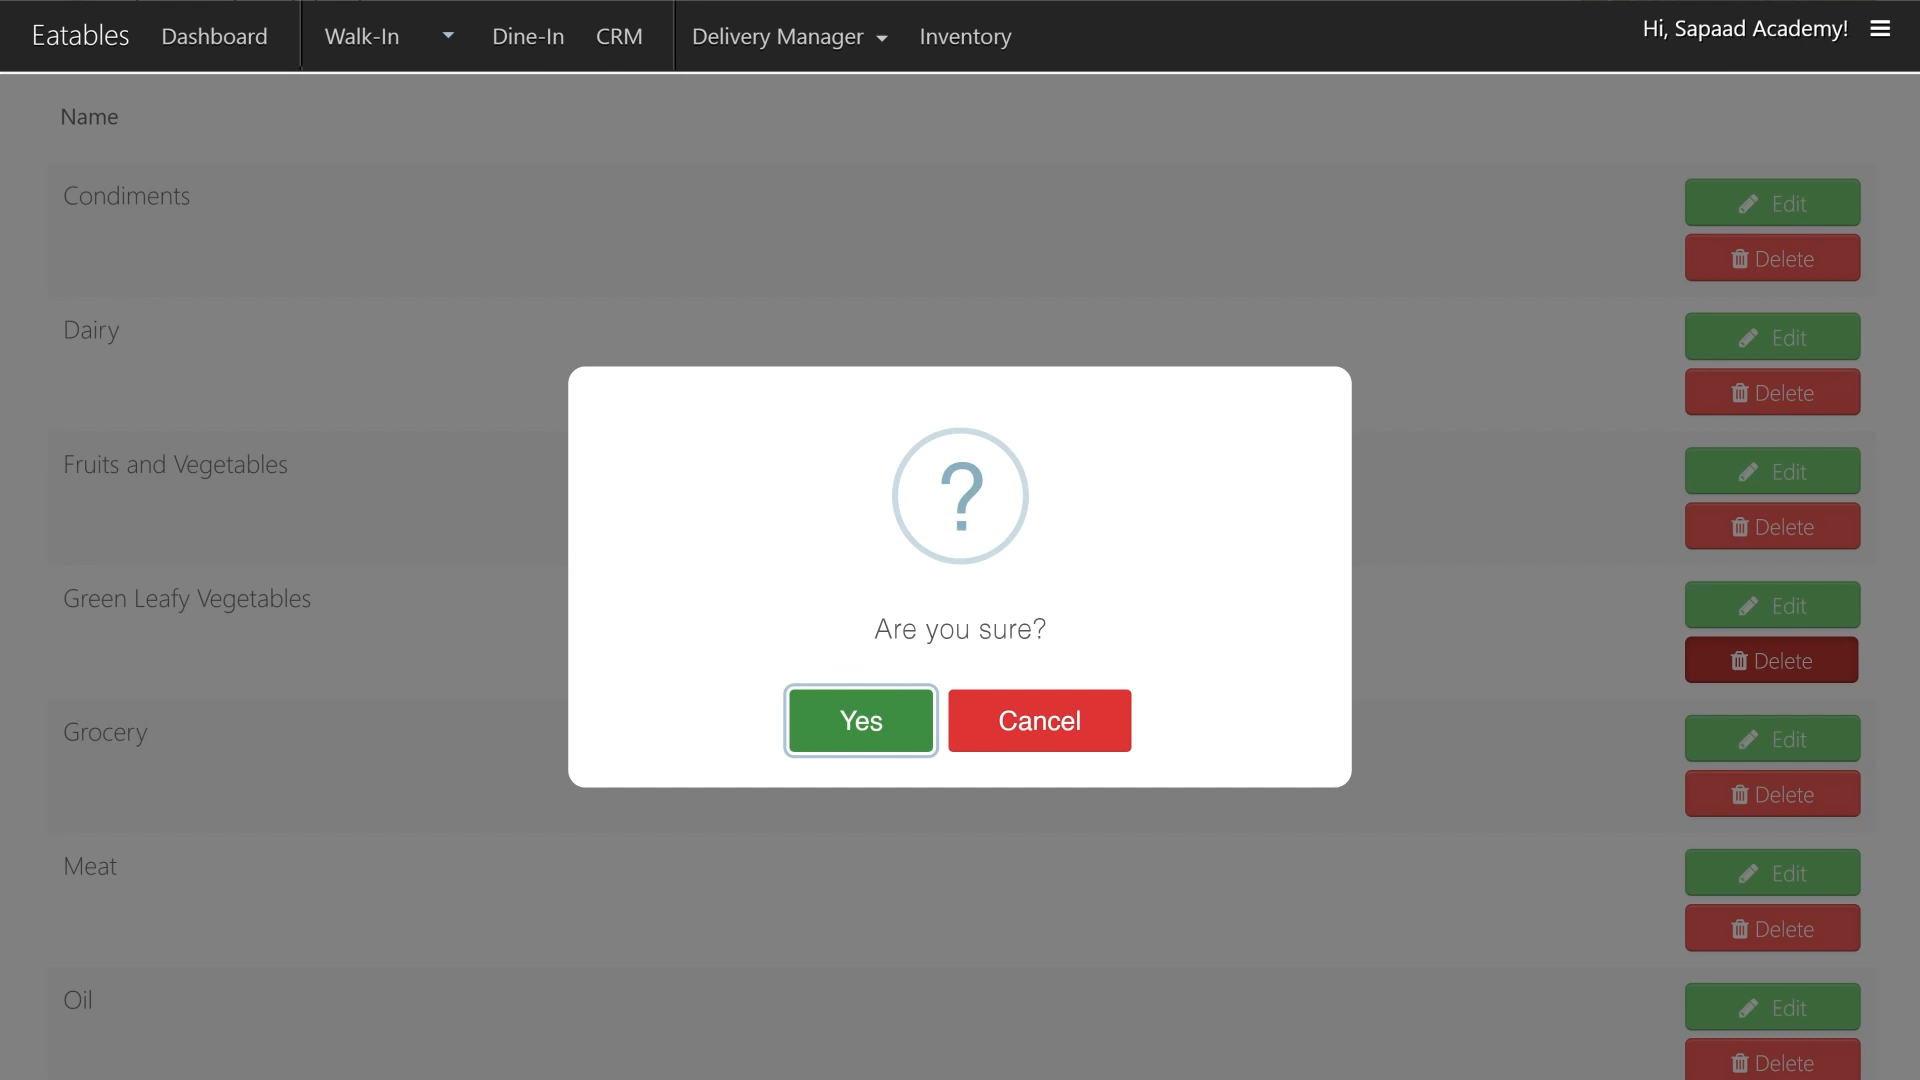 Eatables Dashboard Walk-In Dine-In CRM Delivery Manager Inventory Hi, Sapaad Academy!
Name
Condiments
Edit
Delete
Dairy
Edit
Delete
Fruits and Vegetables
Edit
Delete
Green Leafy Vegetables
Edit
Delete
Grocery
Edit
Delete
Meat
Edit
Delete
Oil
Edit
Delete
?
Are you sure?
Yes Cancel